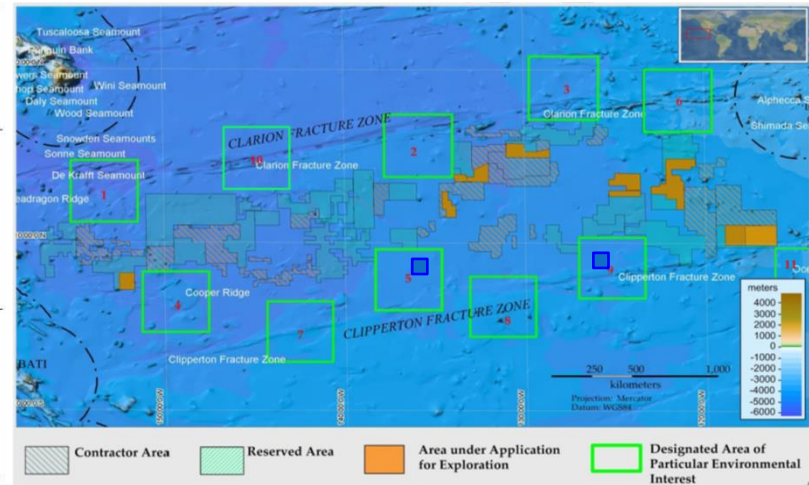 Tuscaloosa Seamount
Penguin Bank
Wini Seamount
Daly Seamount
Wood Seamount
Snowden Seamounts
Sonne Seamount
De Krafft Seamount
eadragon Ridge
1
CLARION FRACTURE ZONE
10
Clarion Fracture Zone
2
3
Clarion Fracture Zone
6
Alphecca S
Shimada Se
4
Cooper Ridge
5
7
Clipperton Fracture Zone
CLIPPERTON FRACTURE ZONE
8
9
Clipperton Fracture Zone
11
BATI
250 500 1,000
kilometers
Projection: Mercator
Datum: WGS84
meters
4000
3000
2000
1000
0
-1000
-2000
-3000
-4000
-5000
-6000
Contractor Area
Reserved Area
Area under Application
for Exploration
Designated Area of
Particular Environmental
Interest